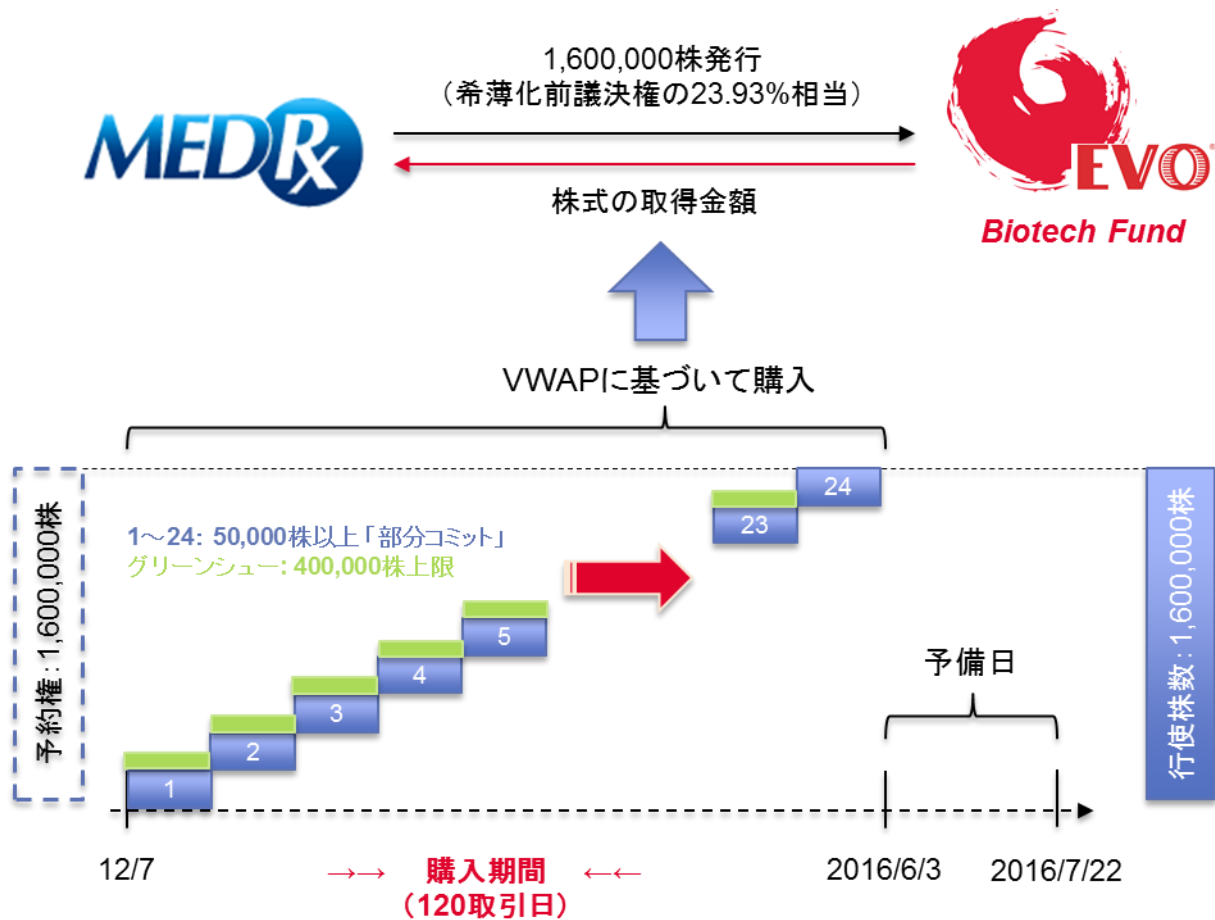 1,600,000株発行
（希薄化前議決権の23.93%相当）
MEDRx
EVO
Biotech Fund
株式の取得金額
VWAPに基づいて購入
予約権：1,600,000株
1～24: 50,000株以上「部分コミット」
グリーンシュー：400,000株上限
1
2
3
4
5
23
24
予備日
行使株数：1,600,000株
12/7
→→ 購入期間 ←←
（120取引日）
2016/6/3
2016/7/22